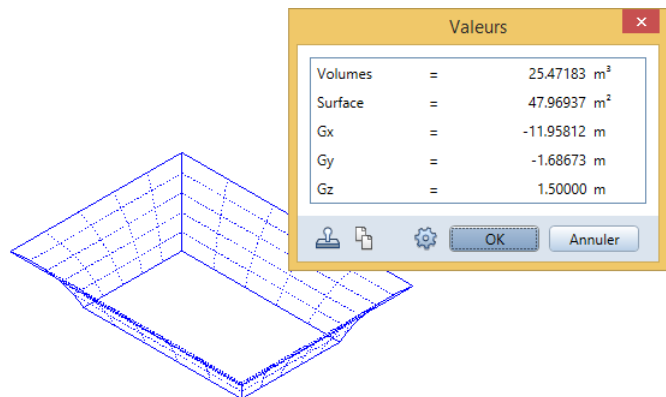 Valeurs
Volumes = 25.47183 m³
Surface = 47.96937 m²
Gx = -11.95812 m
Gy = -1.68673 m
Gz = 1.50000 m
OK Annuler